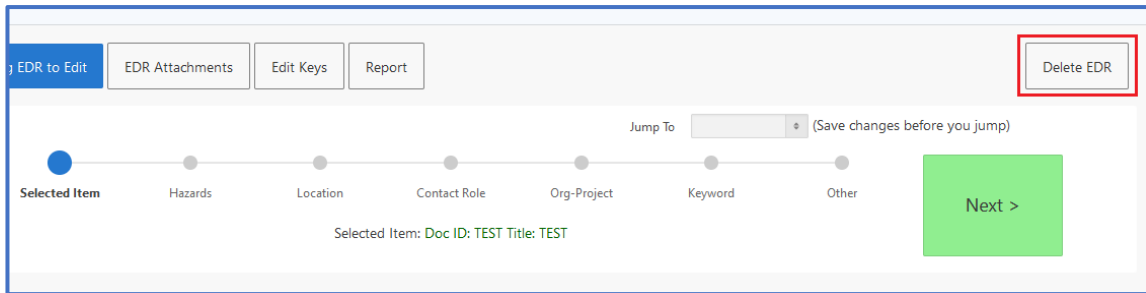 EDR to Edit
EDR Attachments
Edit Keys
Report
Delete EDR
Jump To
(Save changes before you jump)
Selected Item
Hazards
Location
Contact Role
Org-Project
Keyword
Other
Next >
Selected Item: Doc ID: TEST Title: TEST